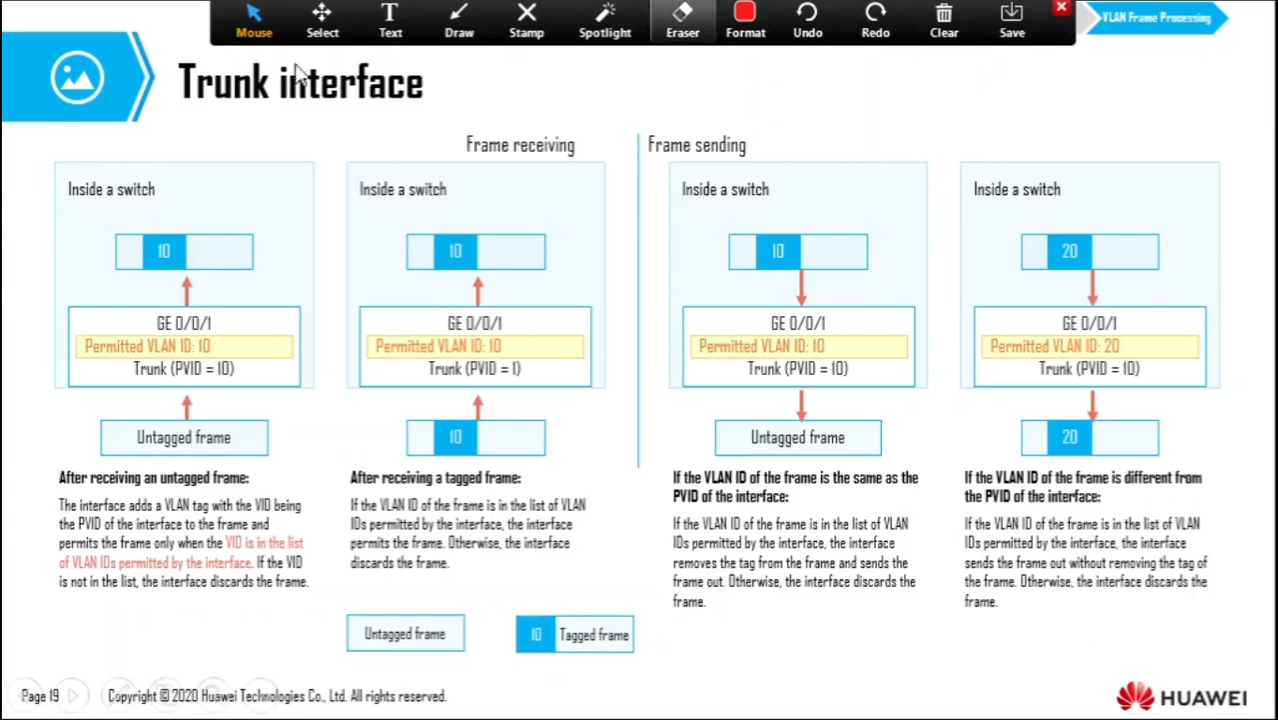 Mouse
Select
Text
Draw
Stamp
Spotlight
Eraser
Format
Undo
Redo
Clear
Save
VLAN Frame Processing
Trunk interface
Frame receiving
Frame sending
Inside a switch
10
GE 0/0/1
Permitted VLAN ID: 10
Trunk (PVID = 10)
Untagged frame
After receiving an untagged frame:
The interface adds a VLAN tag with the VID being
the PVID of the interface to the frame and
permits the frame only when the VID is in the list
of VLAN IDs permitted by the interface. If the VID
is not in the list, the interface discards the frame.
Inside a switch
10
GE 0/0/1
Permitted VLAN ID: 10
Trunk (PVID = 1)
10
After receiving a tagged frame:
If the VLAN ID of the frame is in the list of VLAN
IDs permitted by the interface, the interface
permits the frame. Otherwise, the interface
discards the frame.
Inside a switch
10
GE 0/0/1
Permitted VLAN ID: 10
Trunk (PVID = 10)
Untagged frame
If the VLAN ID of the frame is the same as the
PVID of the interface:
If the VLAN ID of the frame is in the list of VLAN
IDs permitted by the interface, the interface
removes the tag from the frame and sends the
frame out. Otherwise, the interface discards the
frame.
Inside a switch
20
GE 0/0/1
Permitted VLAN ID: 20
Trunk (PVID = 10)
20
If the VLAN ID of the frame is different from
the PVID of the interface:
If the VLAN ID of the frame is in the list of VLAN
IDs permitted by the interface, the interface
sends the frame out without removing the tag of
the frame. Otherwise, the interface discards the
frame.
Untagged frame
10 Tagged frame
Page 19
Copyright © 2020 Huawei Technologies Co., Ltd. All rights reserved.
HUAWEI